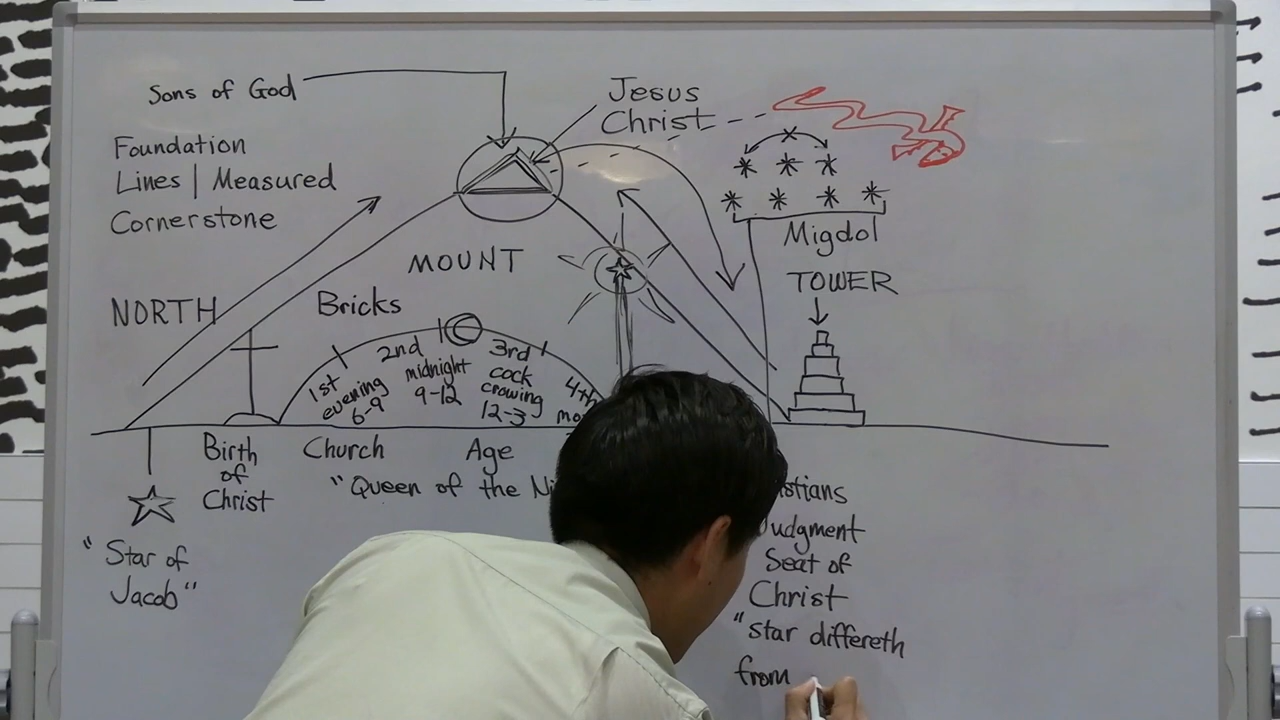 Sons of God
Jesus
Christ
Foundation
Lines | Measured
Cornerstone
Migdol
MOUNT
TOWER
NORTH
Bricks
1st
evening
6-9
2nd
midnight
9-12
3rd
cock
crowing
12-3
4th
Birth
of
Christ
Church Age
"Queen of the
"Star of
Jacob"
Judgment
Seat of
Christ
"Star differeth
from